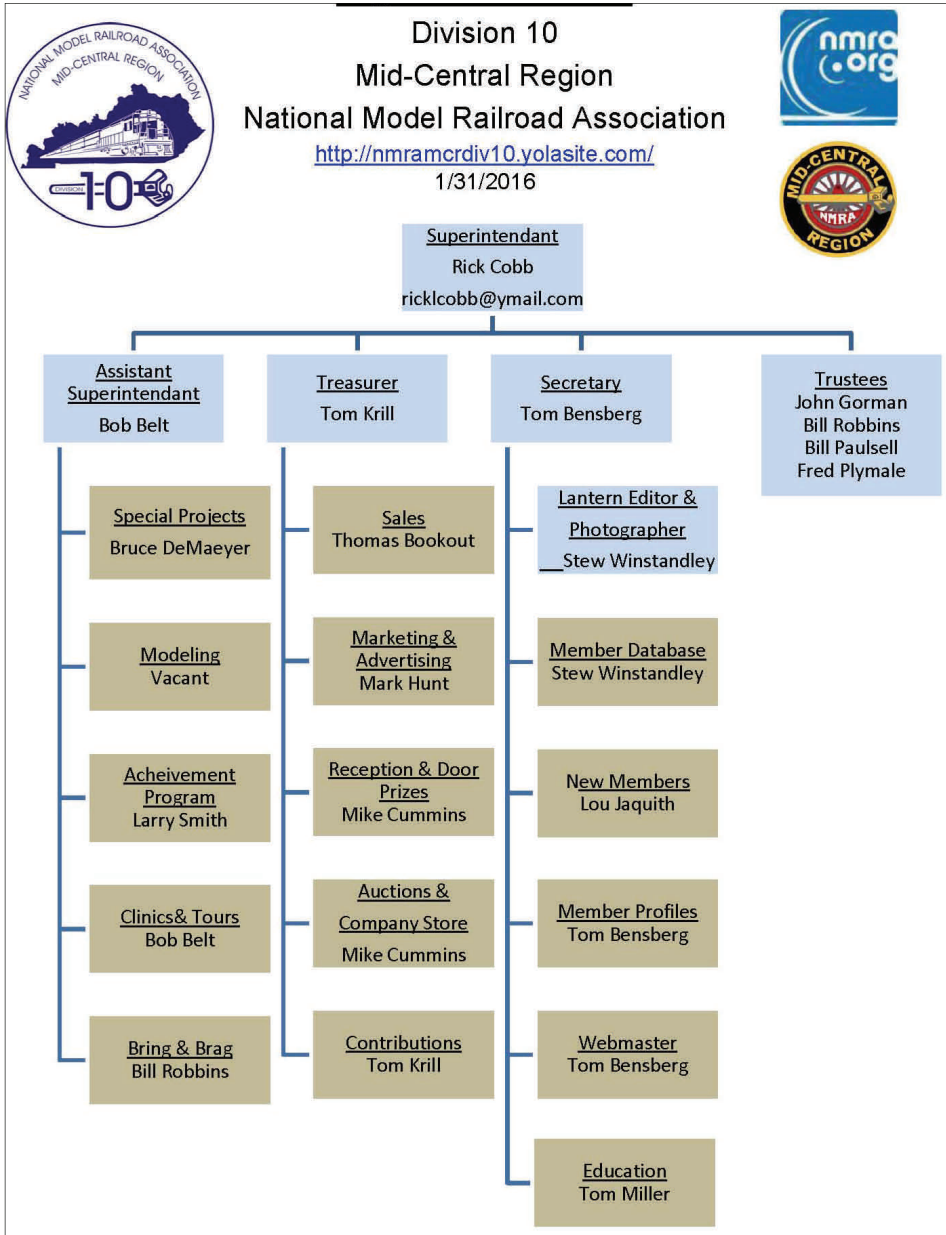 NATIONAL MODEL RAILROAD ASSOCIATION
MID-CENTRAL REGION
DIVISION 10
Division 10
Mid-Central Region
National Model Railroad Association
http://nmramcrdiv10.yolasite.com/
1/31/2016
nmra
.org
MID-CENTRAL
NMRA
REGION
Superintendant
Rick Cobb
ricklcobb@ymail.com
Assistant
Superintendant
Bob Belt
Treasurer
Tom Krill
Secretary
Tom Bensberg
Trustees
John Gorman
Bill Robbins
Bill Paulsell
Fred Plymale
Special Projects
Bruce DeMaeyer
Modeling
Vacant
Acheivement
Program
Larry Smith
Clinics& Tours
Bob Belt
Bring & Brag
Bill Robbins
Sales
Thomas Bookout
Marketing &
Advertising
Mark Hunt
Reception & Door
Prizes
Mike Cummins
Auctions &
Company Store
Mike Cummins
Contributions
Tom Krill
Lantern Editor &
Photographer
__Stew Winstandley
Member Database
Stew Winstandley
New Members
Lou Jaquith
Member Profiles
Tom Bensberg
Webmaster
Tom Bensberg
Education
Tom Miller